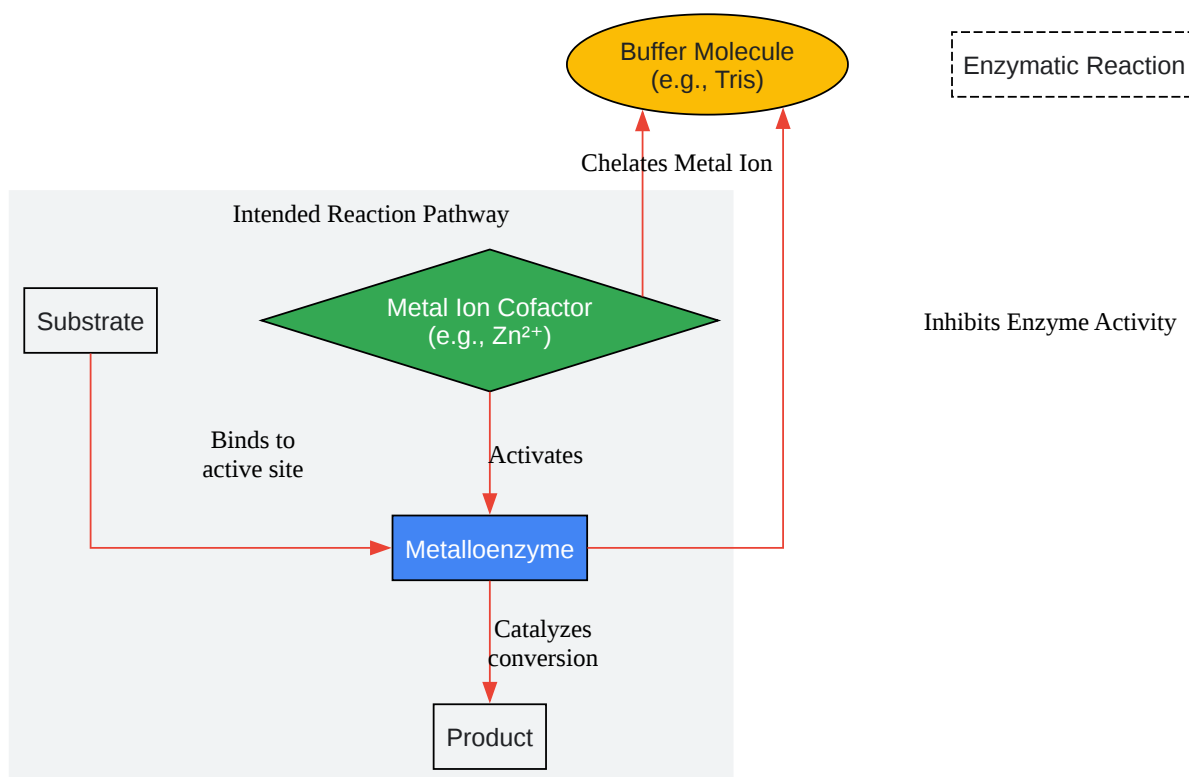 Buffer Molecule
(e.g., Tris)
Enzymatic Reaction
Chelates Metal Ion
Intended Reaction Pathway
Metal Ion Cofactor
(e.g., Zn²⁺)
Substrate
Inhibits Enzyme Activity
Binds to
active site
Activates
Metalloenzyme
Catalyzes
conversion
Product